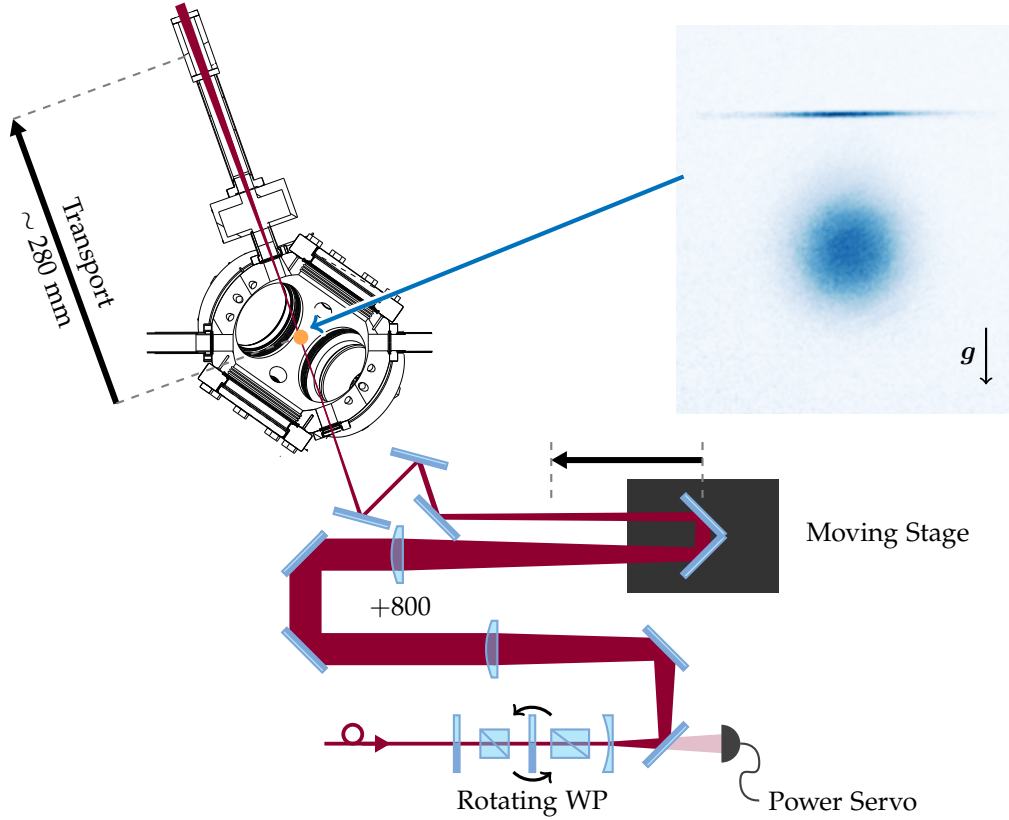 Transport
~ 280 mm
g
Moving Stage
+800
Rotating WP
Power Servo